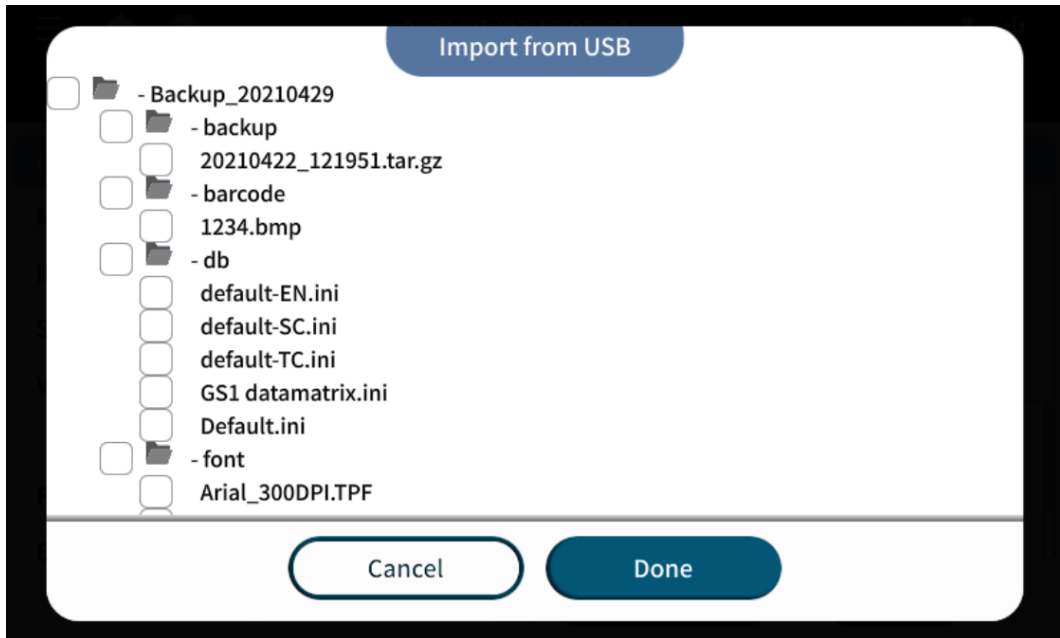 Import from USB
- Backup_20210429
- backup
20210422_121951.tar.gz
- barcode
1234.bmp
- db
default-EN.ini
default-SC.ini
default-TC.ini
GS1 datamatrix.ini
Default.ini
- font
Arial_300DPI.TPF
Cancel
Done